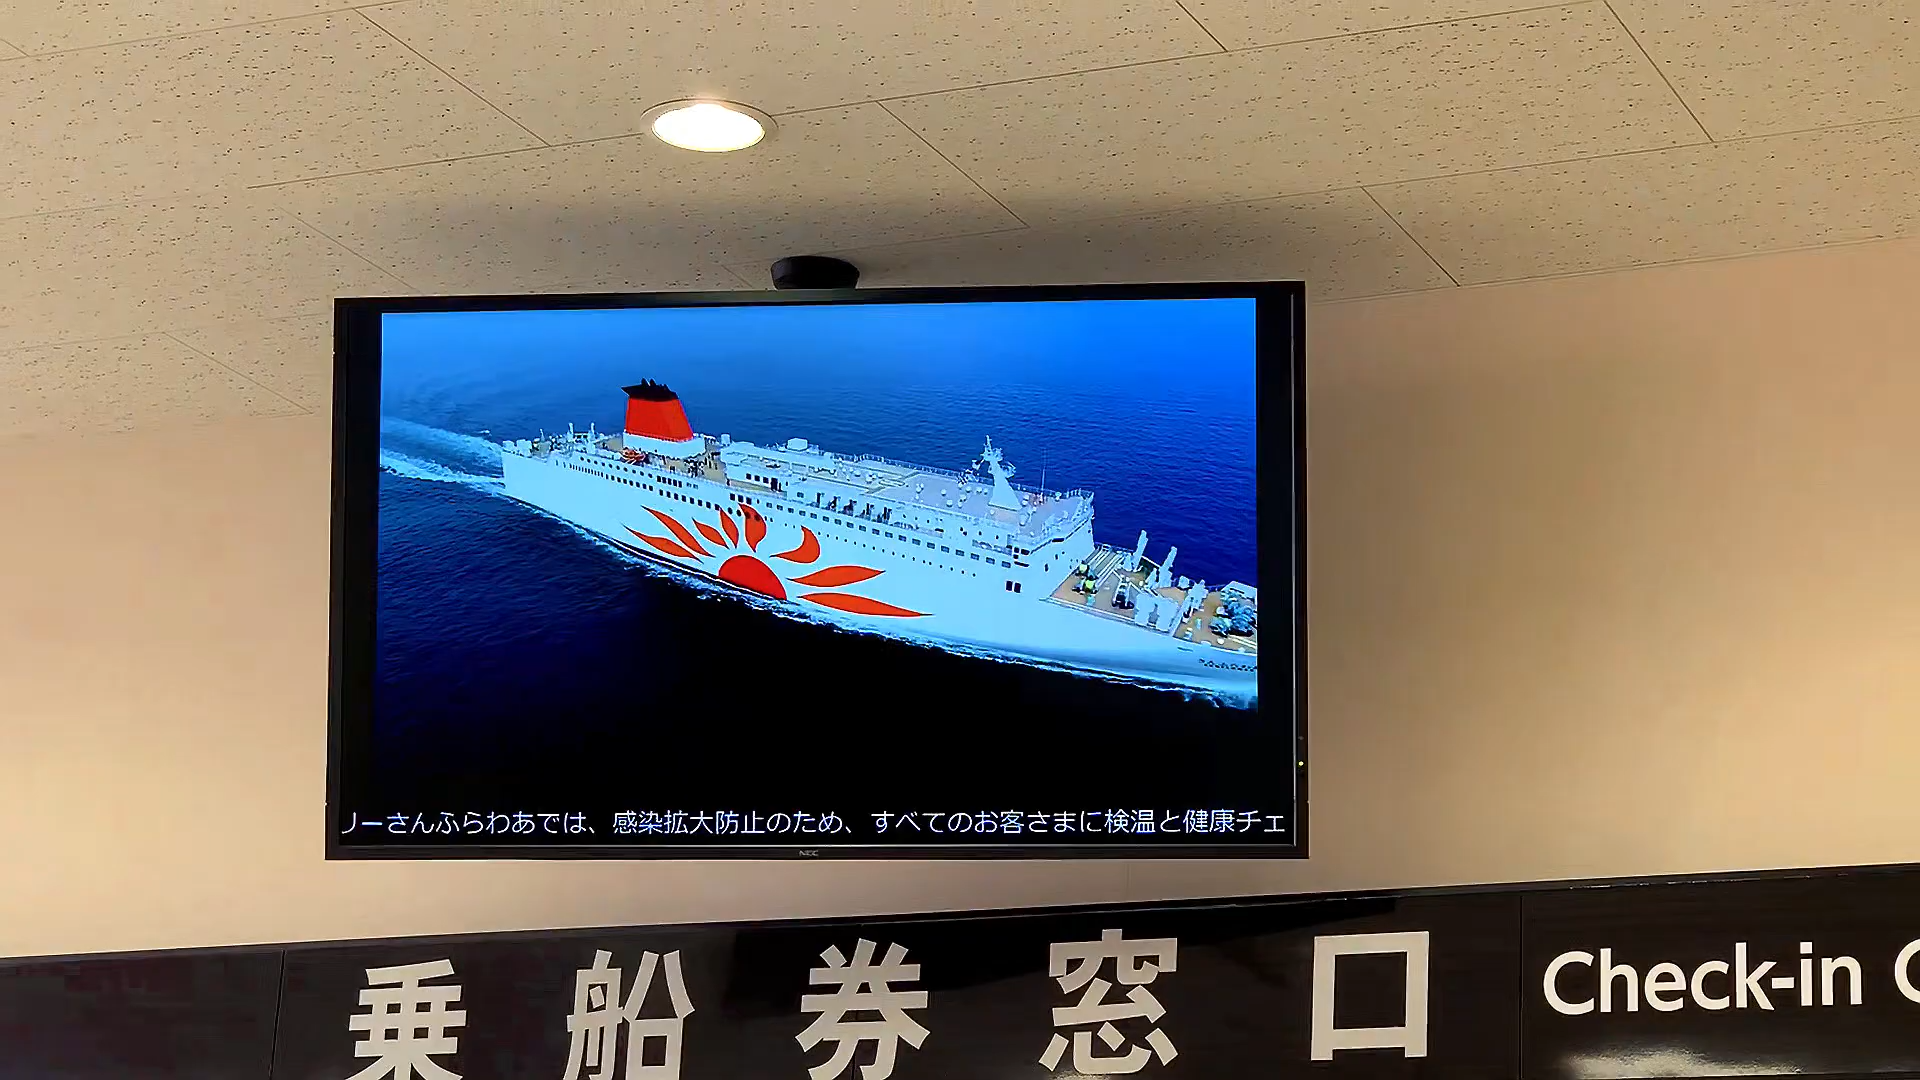 ノーさんふらわあでは、感染拡大防止のため、すべてのお客さまに検温と健康チェ
NEC
乗船券窓口
Check-in C